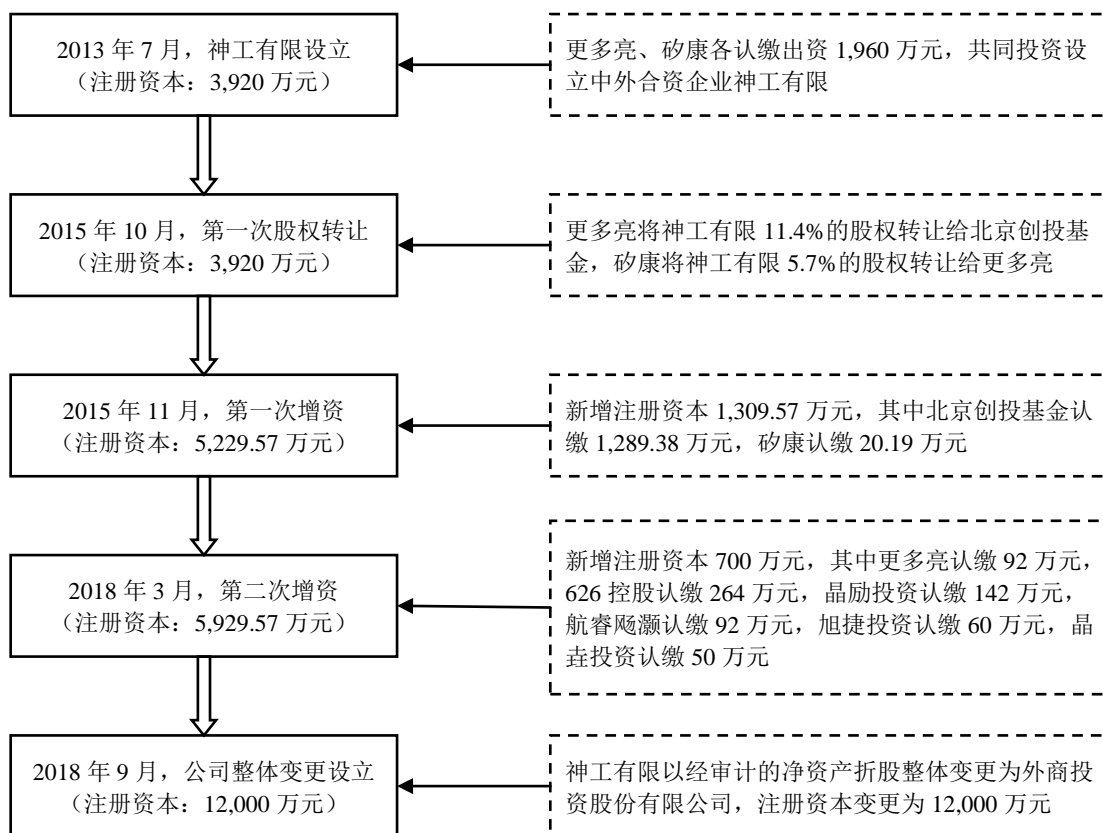 2013 年 7 月，神工有限设立
（注册资本：3,920 万元）
更多亮、矽康各认缴出资 1,960 万元，共同投资设
立中外合资企业神工有限
2015 年 10 月，第一次股权转让
（注册资本：3,920 万元）
更多亮将神工有限 11.4%的股权转让给北京创投基
金，矽康将神工有限 5.7%的股权转让给更多亮
2015 年 11 月，第一次增资
（注册资本：5,229.57 万元）
新增注册资本 1,309.57 万元，其中北京创投基金认
缴 1,289.38 万元，矽康认缴 20.19 万元
2018 年 3 月，第二次增资
（注册资本：5,929.57 万元）
新增注册资本 700 万元，其中更多亮认缴 92 万元，
626 控股认缴 264 万元，晶励投资认缴 142 万元，
航睿飏灏认缴 92 万元，旭捷投资认缴 60 万元，晶
垚投资认缴 50 万元
2018 年 9 月，公司整体变更设立
（注册资本：12,000 万元）
神工有限以经审计的净资产折股整体变更为外商投
资股份有限公司，注册资本变更为 12,000 万元